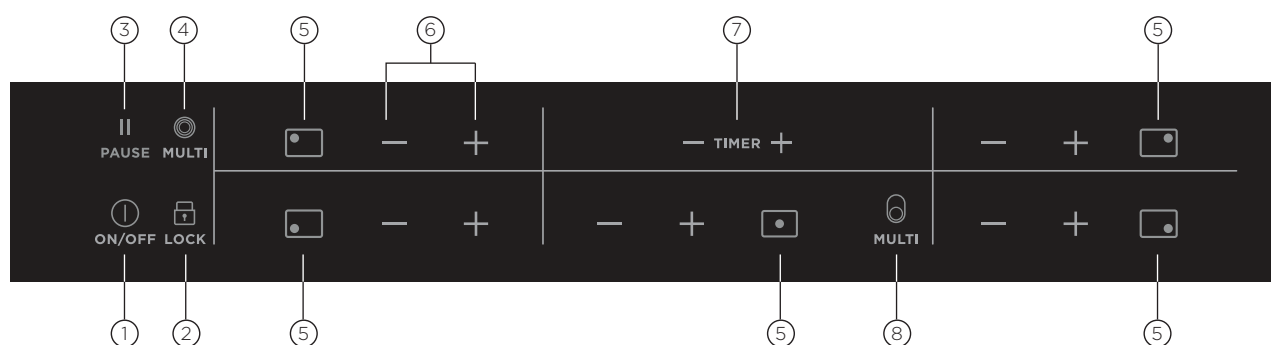 3 4 5 6 7 5
− TIMER +
PAUSE MULTI
− + − +
− + − + − +
MULTI
ON/OFF LOCK
1 2 5 5 8 5